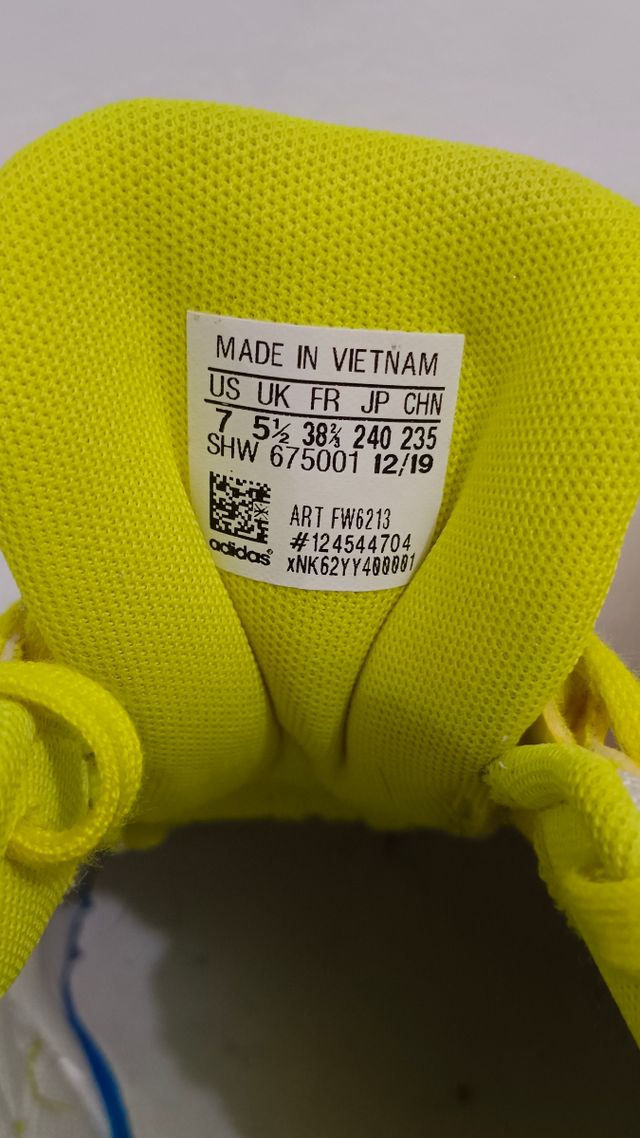 MADE IN VIETNAM
US UK FR JP CHN
7 5½ 38⅔ 240 235
SHW 675001 12/19
ART FW6213
#124544704
adidas® xNK62YY400001